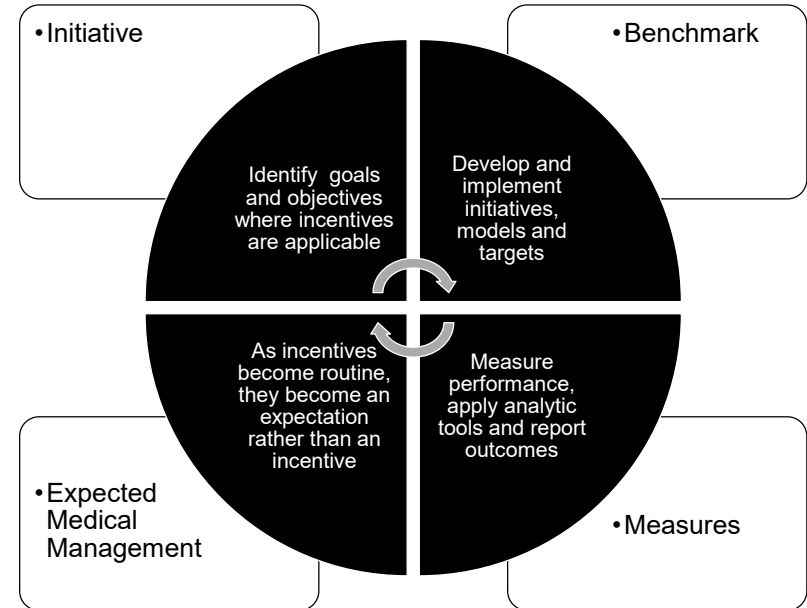 •Initiative
Identify goals
and objectives
where incentives
are applicable
•Benchmark
Develop and
implement
initiatives,
models and
targets
Measure
performance,
apply analytic
tools and report
outcomes
•Measures
As incentives
become routine,
they become an
expectation
rather than an
incentive
•Expected
Medical
Management